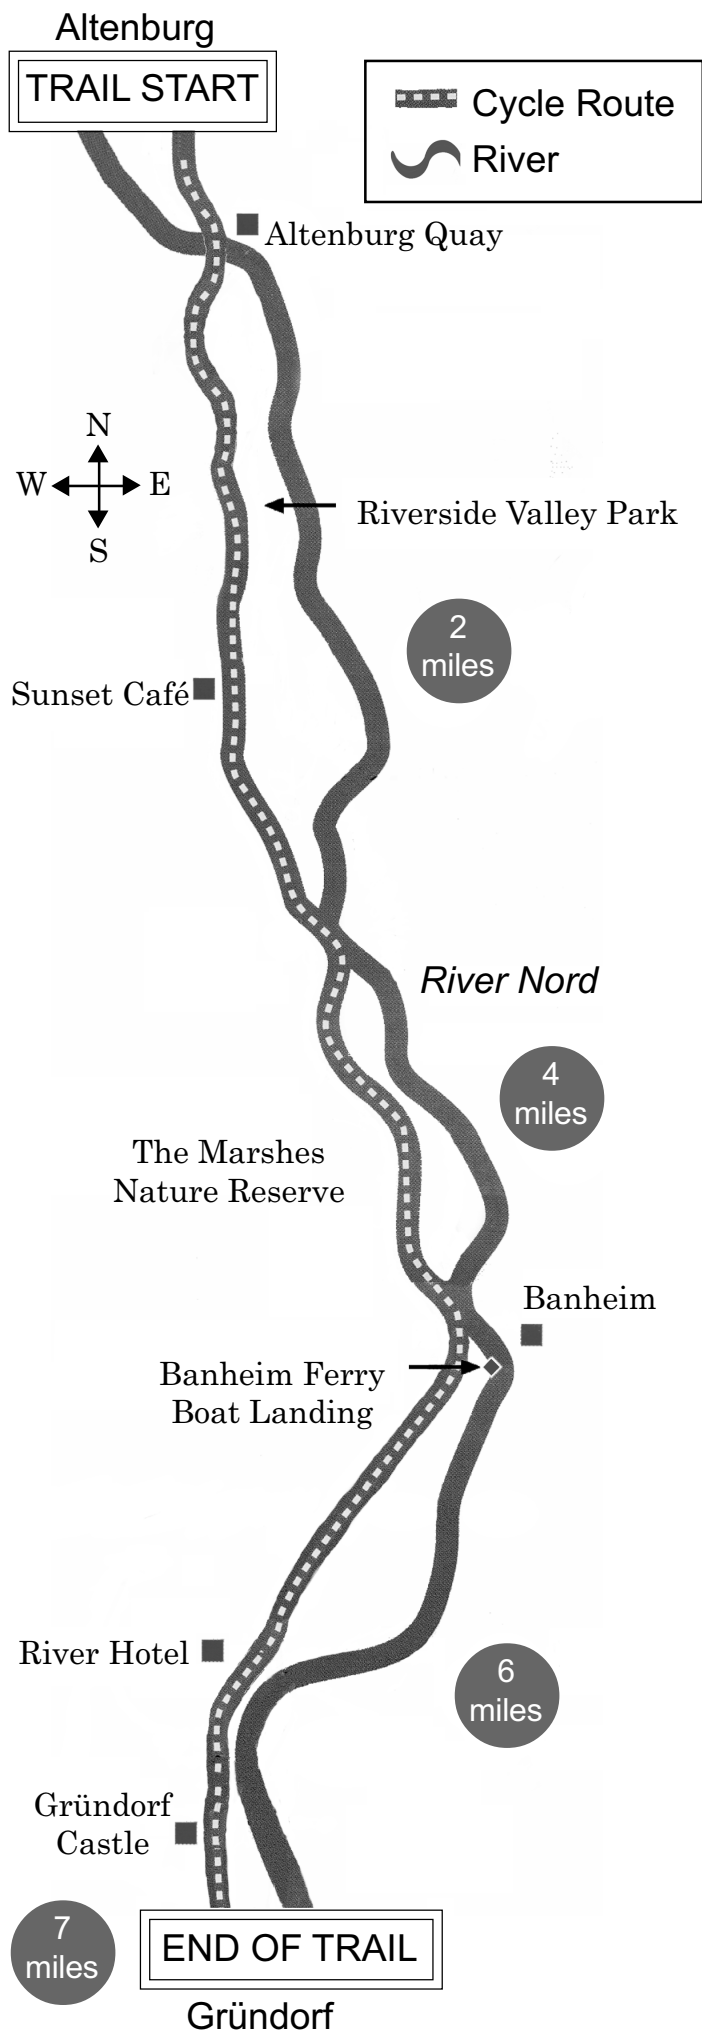 Altenburg
TRAIL START
Cycle Route
River
Altenburg Quay
N
W
E
S
Riverside Valley Park
2
miles
Sunset Café
River Nord
4
miles
The Marshes
Nature Reserve
Banheim
Banheim Ferry
Boat Landing
River Hotel
6
miles
Gründorf
Castle
7
miles
END OF TRAIL
Gründorf